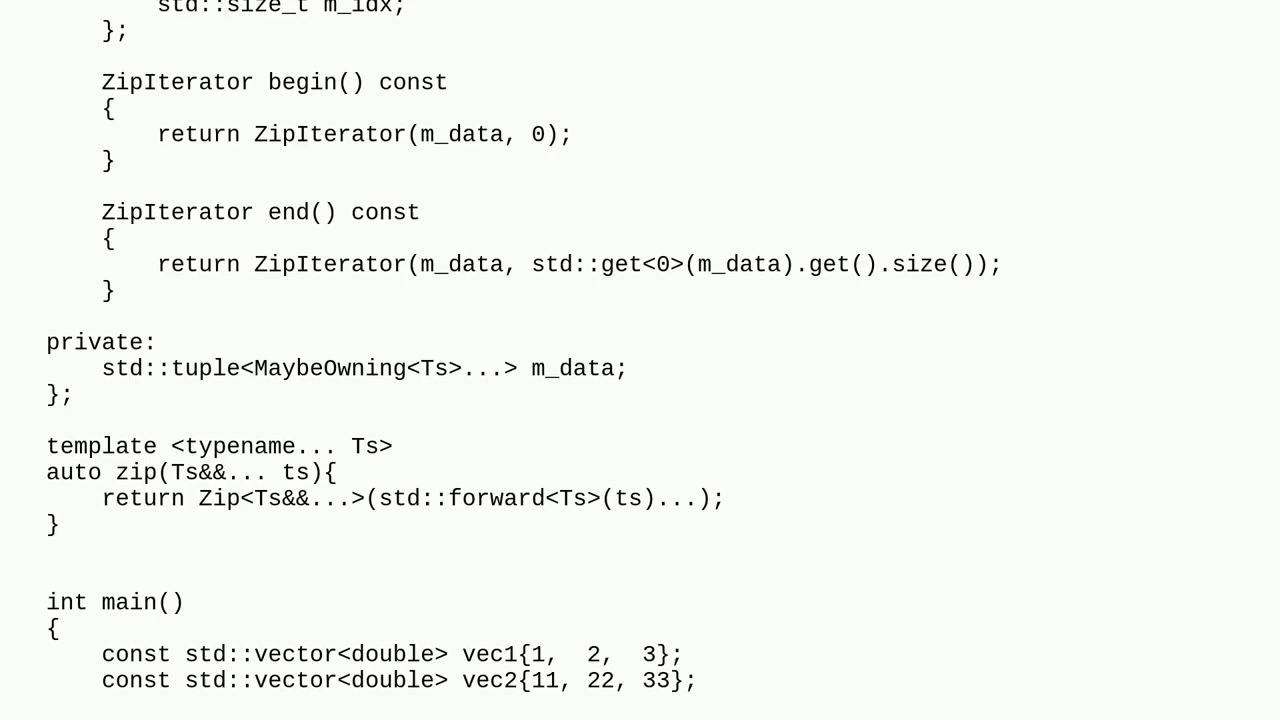 std::size_t m_idx;
};
ZipIterator begin() const
{
return ZipIterator(m_data, 0);
}
ZipIterator end() const
{
return ZipIterator(m_data, std::get<0>(m_data).get().size());
}
private:
std::tuple<MaybeOwning<Ts>...> m_data;
};
template <typename... Ts>
auto zip(Ts&&... ts){
return Zip<Ts&&...>(std::forward<Ts>(ts)...);
}
int main()
{
const std::vector<double> vec1{1,  2,  3};
const std::vector<double> vec2{11, 22, 33};